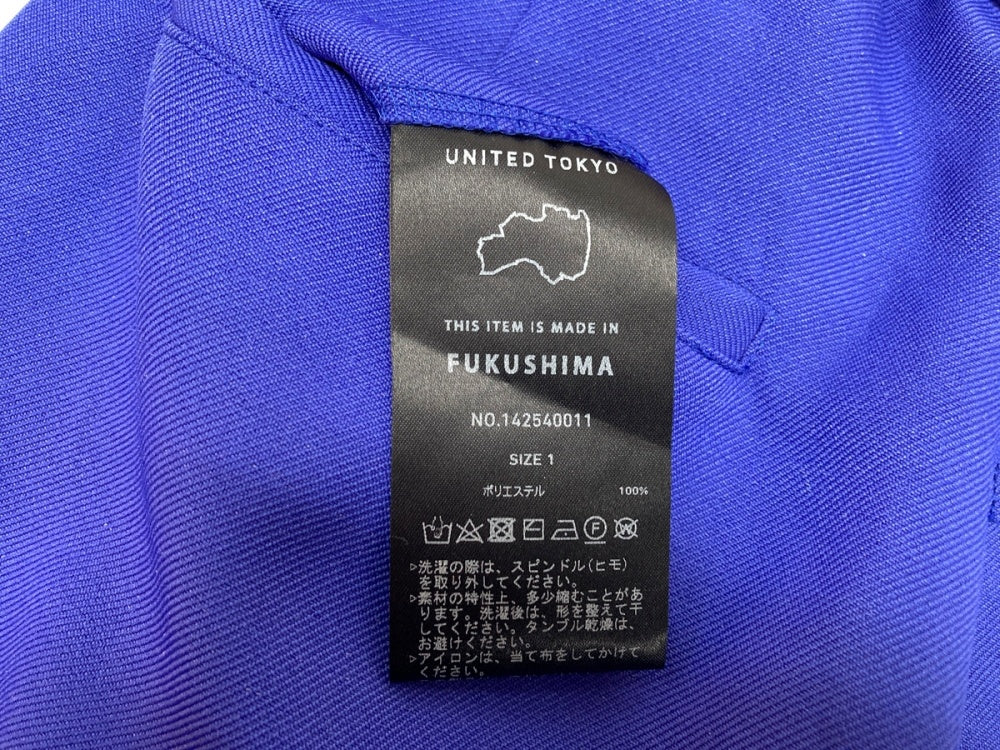 UNITED TOKYO
THIS ITEM IS MADE IN
FUKUSHIMA
NO.142540011
SIZE 1
ポリエステル 100%
F W
▷洗濯の際は、スピンドル(ヒモ)
を取り外してください。
▷素材の特性上、多少縮むことがあ
ります。洗濯後は、形を整えて干
してください。タンブル乾燥は、
お避けください。
▷アイロンは、当て布をしてかけて
ください。